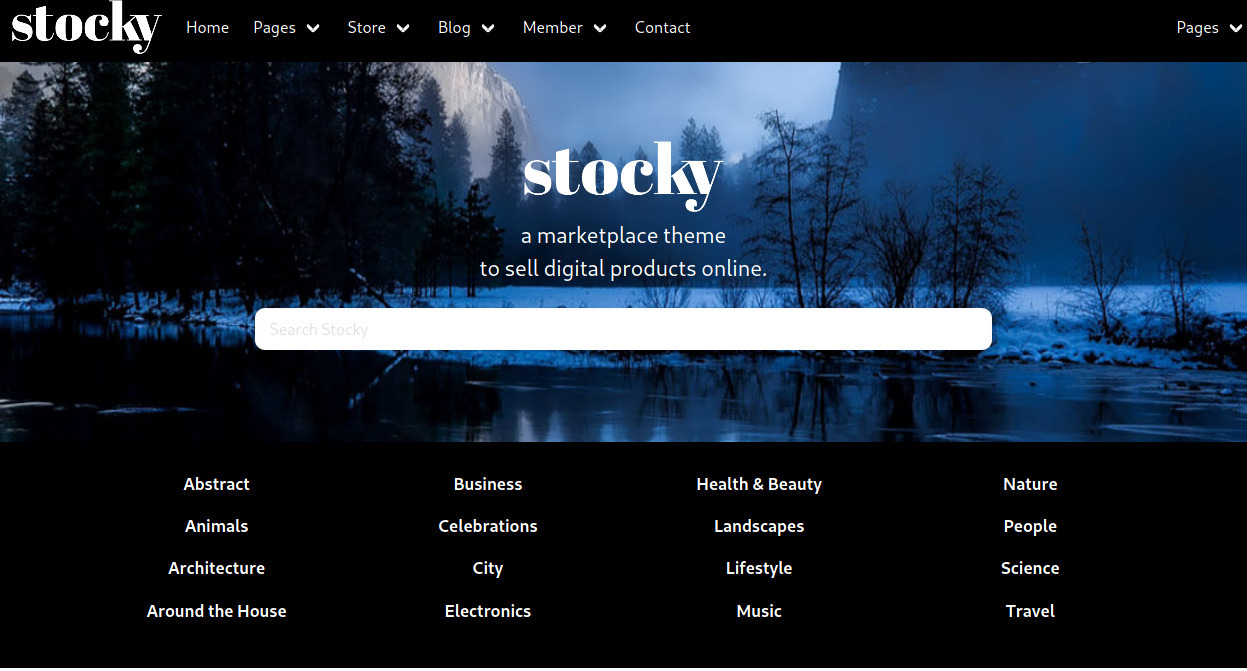 stocky Home Pages Store Blog Member Contact Pages
stocky
a marketplace theme
to sell digital products online.
Search Stocky
Abstract Business Health & Beauty Nature
Animals Celebrations Landscapes People
Architecture City Lifestyle Science
Around the House Electronics Music Travel